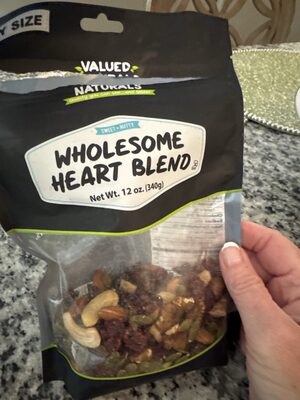 Y SIZE
VALUED
NATURALS
SWEET & NUTTY
WHOLESOME
HEART BLEND
Net Wt. 12 oz. (340g)